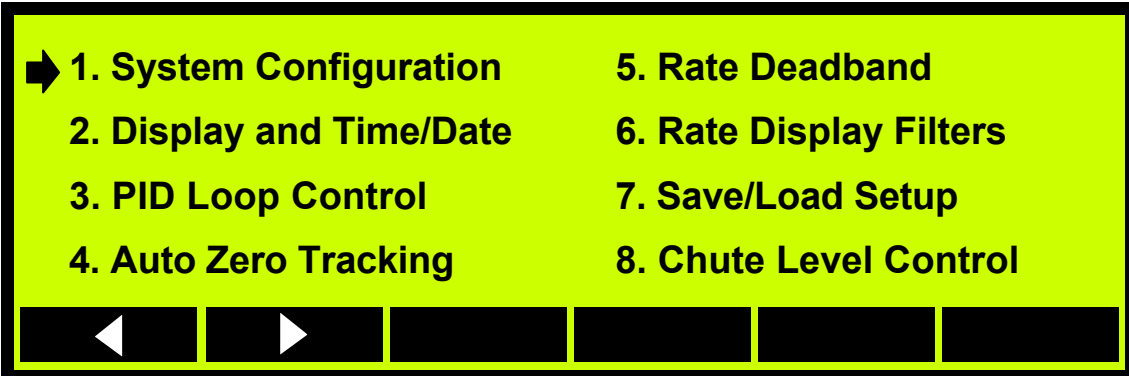 1. System Configuration
2. Display and Time/Date
3. PID Loop Control
4. Auto Zero Tracking
5. Rate Deadband
6. Rate Display Filters
7. Save/Load Setup
8. Chute Level Control